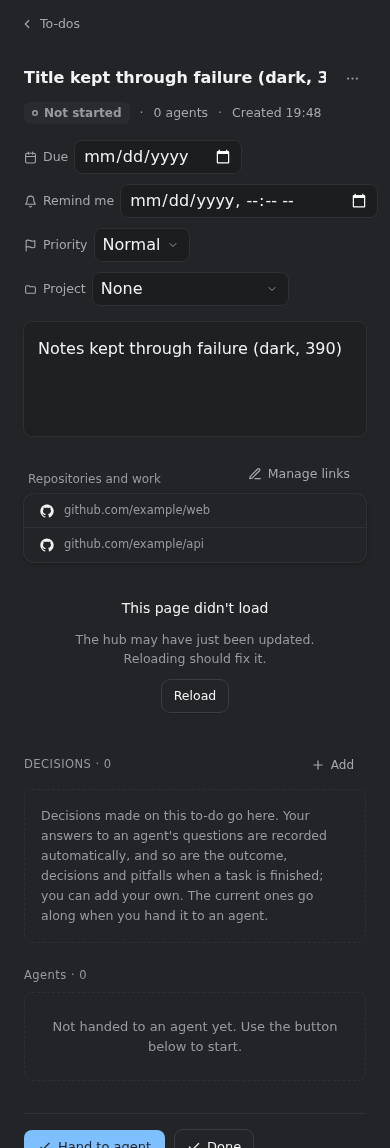 To-dos
Title kept through failure (dark, 3
Not started · 0 agents · Created 19:48
Due mm/dd/yyyy
Remind me mm/dd/yyyy, --:-- --
Priority Normal
Project None
Notes kept through failure (dark, 390)
Repositories and work Manage links
github.com/example/web
github.com/example/api
This page didn't load
The hub may have just been updated.
Reloading should fix it.
Reload
DECISIONS · 0 Add
Decisions made on this to-do go here. Your
answers to an agent's questions are recorded
automatically, and so are the outcome,
decisions and pitfalls when a task is finished;
you can add your own. The current ones go
along when you hand it to an agent.
Agents · 0
Not handed to an agent yet. Use the button
below to start.
Hand to agent Done